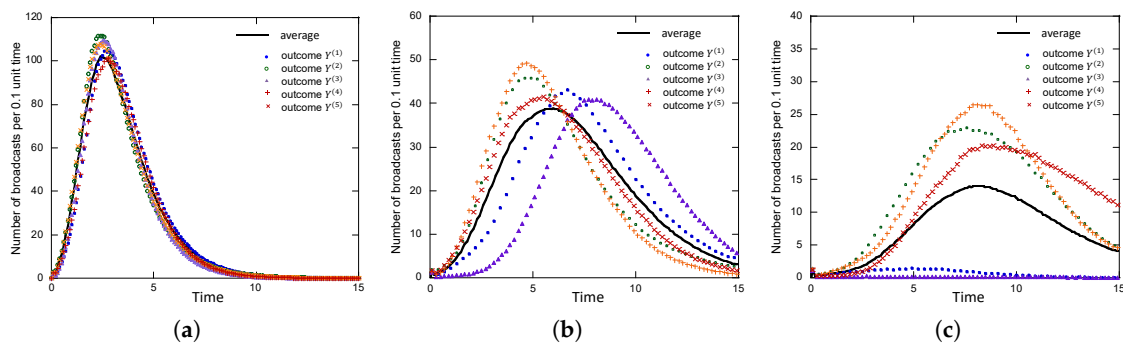 Number of broadcasts per 0.1 unit time
120
100
80
60
40
20
0
0
5
10
15
Time
average
outcome Y(1)
outcome Y(2)
outcome Y(3)
outcome Y(4)
outcome Y(5)
(a)
Number of broadcasts per 0.1 unit time
60
50
40
30
20
10
0
0
5
10
15
Time
average
outcome Y(1)
outcome Y(2)
outcome Y(3)
outcome Y(4)
outcome Y(5)
(b)
Number of broadcasts per 0.1 unit time
40
35
30
25
20
15
10
5
0
0
5
10
15
Time
average
outcome Y(1)
outcome Y(2)
outcome Y(3)
outcome Y(4)
outcome Y(5)
(c)